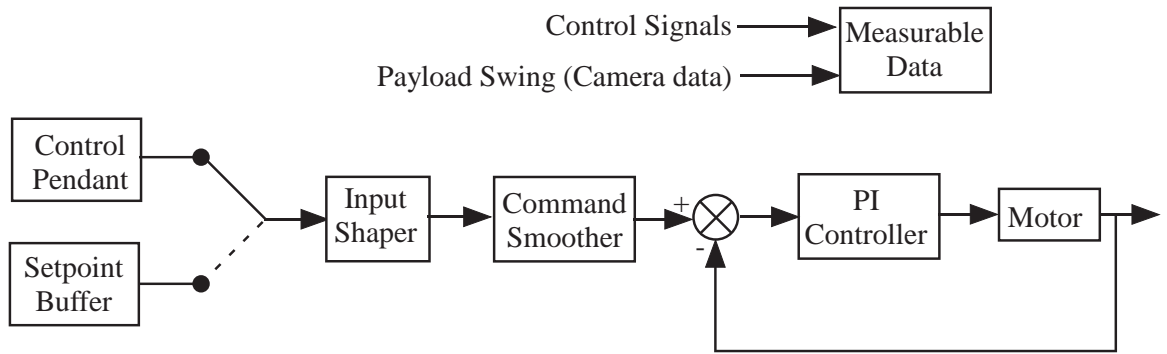 Control Signals
Payload Swing (Camera data)
Measurable
Data
Control
Pendant
Setpoint
Buffer
Input
Shaper
Command
Smoother
+
-
PI
Controller
Motor